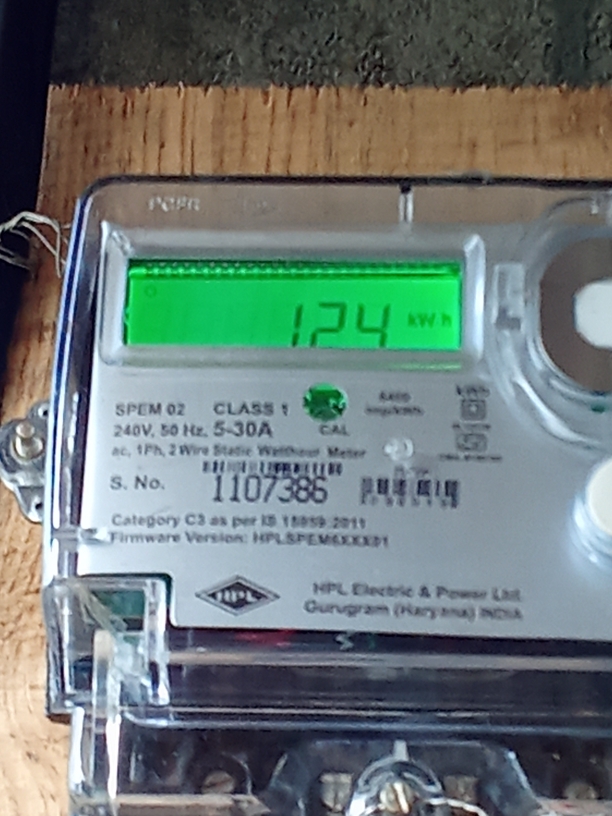 124 kWh
SPEM 02 CLASS 1
240V, 50 Hz, 5-30A CAL
ac, 1Ph, 2 Wire Static Watthour Meter
S. No. 1107386
Category C3 as per IS 15959:2011
Firmware Version: HPLSPEM6XXX01
HPL
HPL Electric & Power Ltd.
Gurugram (Haryana) INDIA